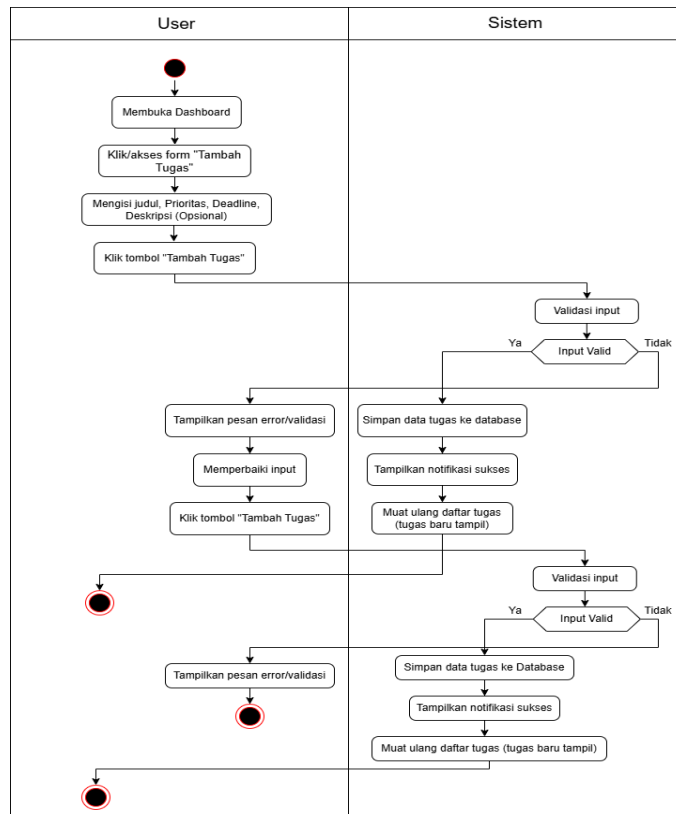 User
Sistem
Membuka Dashboard
Klik/akses form "Tambah
Tugas"
Mengisi judul, Prioritas, Deadline,
Deskripsi (Opsional)
Klik tombol "Tambah Tugas"
Validasi input
Ya
Input Valid
Tidak
Tampilkan pesan error/validasi
Simpan data tugas ke database
Memperbaiki input
Tampilkan notifikasi sukses
Klik tombol "Tambah Tugas"
Muat ulang daftar tugas
(tugas baru tampil)
Validasi input
Ya
Input Valid
Tidak
Tampilkan pesan error/validasi
Simpan data tugas ke Database
Tampilkan notifikasi sukses
Muat ulang daftar tugas (tugas baru tampil)